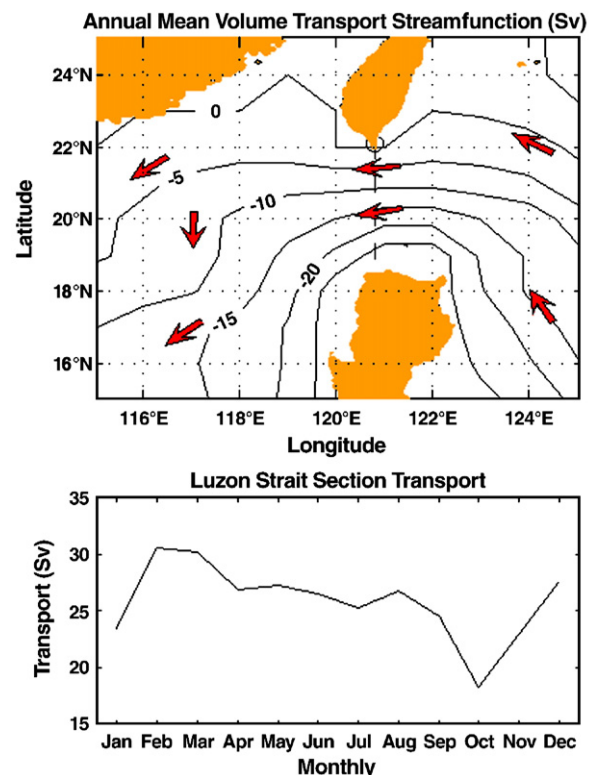 Annual Mean Volume Transport Streamfunction (Sv)
24°N
22°N
20°N
18°N
16°N
Latitude
0
-5
-10
-20
-15
116°E 118°E 120°E 122°E 124°E
Longitude
Luzon Strait Section Transport
35
30
25
20
15
Transport (Sv)
Jan Feb Mar Apr May Jun Jul Aug Sep Oct Nov Dec
Monthly